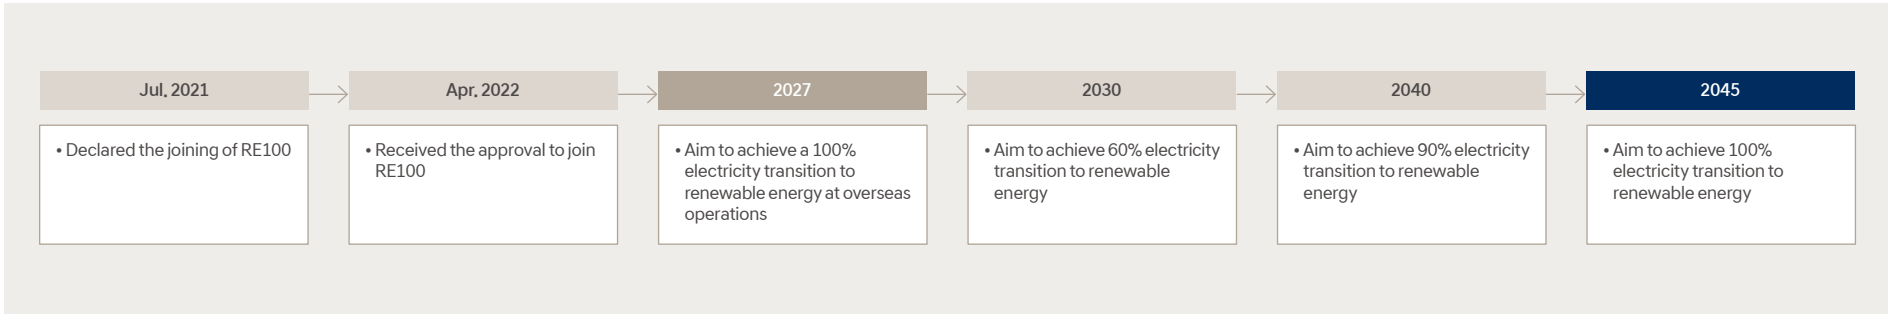 Jul. 2021
• Declared the joining of RE100
Apr. 2022
• Received the approval to join
RE100
2027
• Aim to achieve a 100%
electricity transition to
renewable energy at overseas
operations
2030
• Aim to achieve 60% electricity
transition to renewable
energy
2040
• Aim to achieve 90% electricity
transition to renewable
energy
2045
• Aim to achieve 100%
electricity transition to
renewable energy